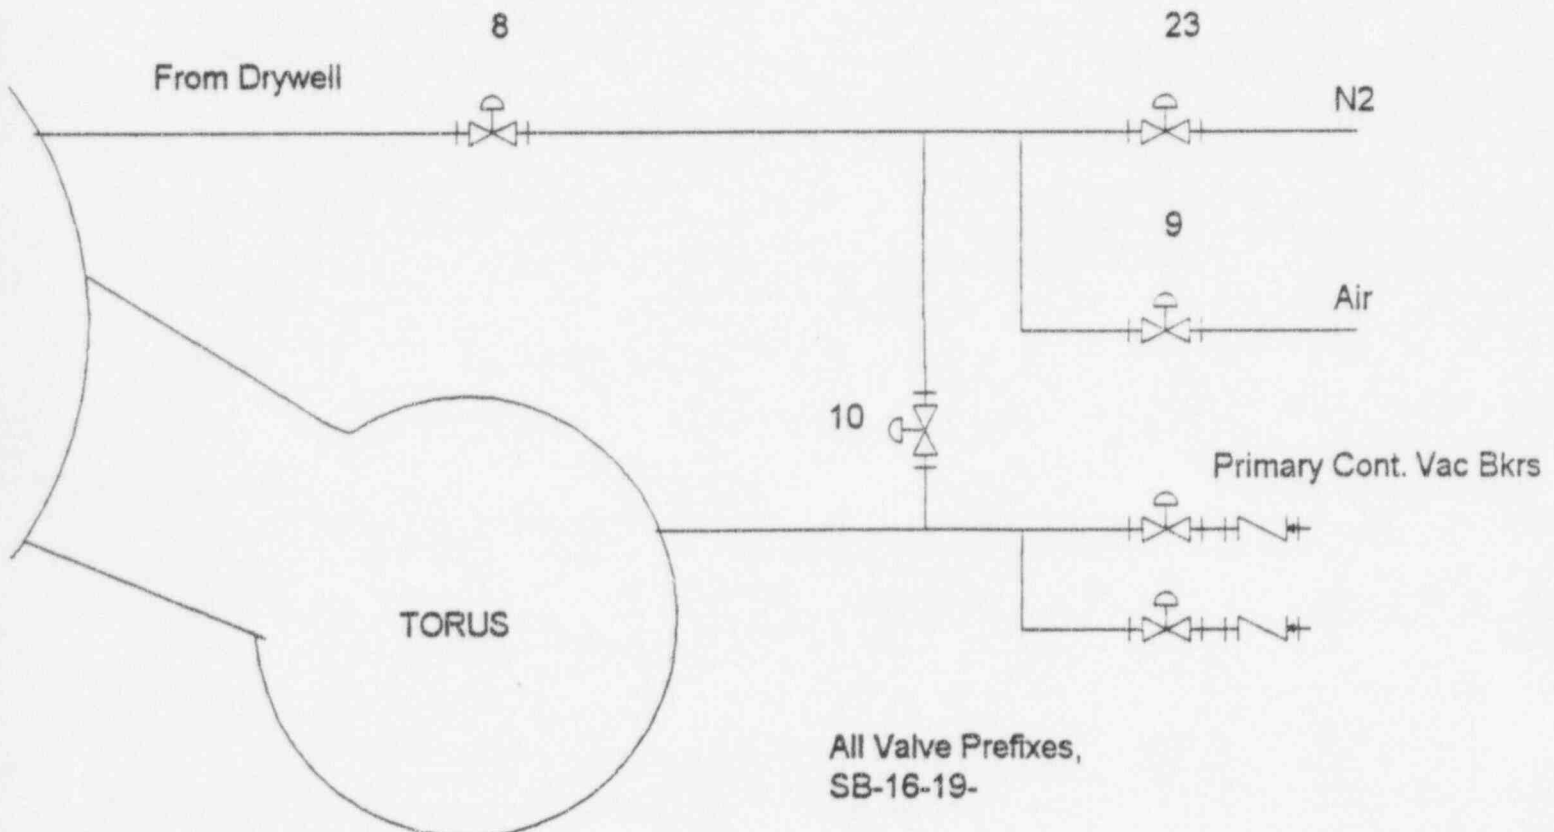 8
23
From Drywell
N2
9
Air
10
Primary Cont. Vac Bkrs
TORUS
All Valve Prefixes,
SB-16-19-